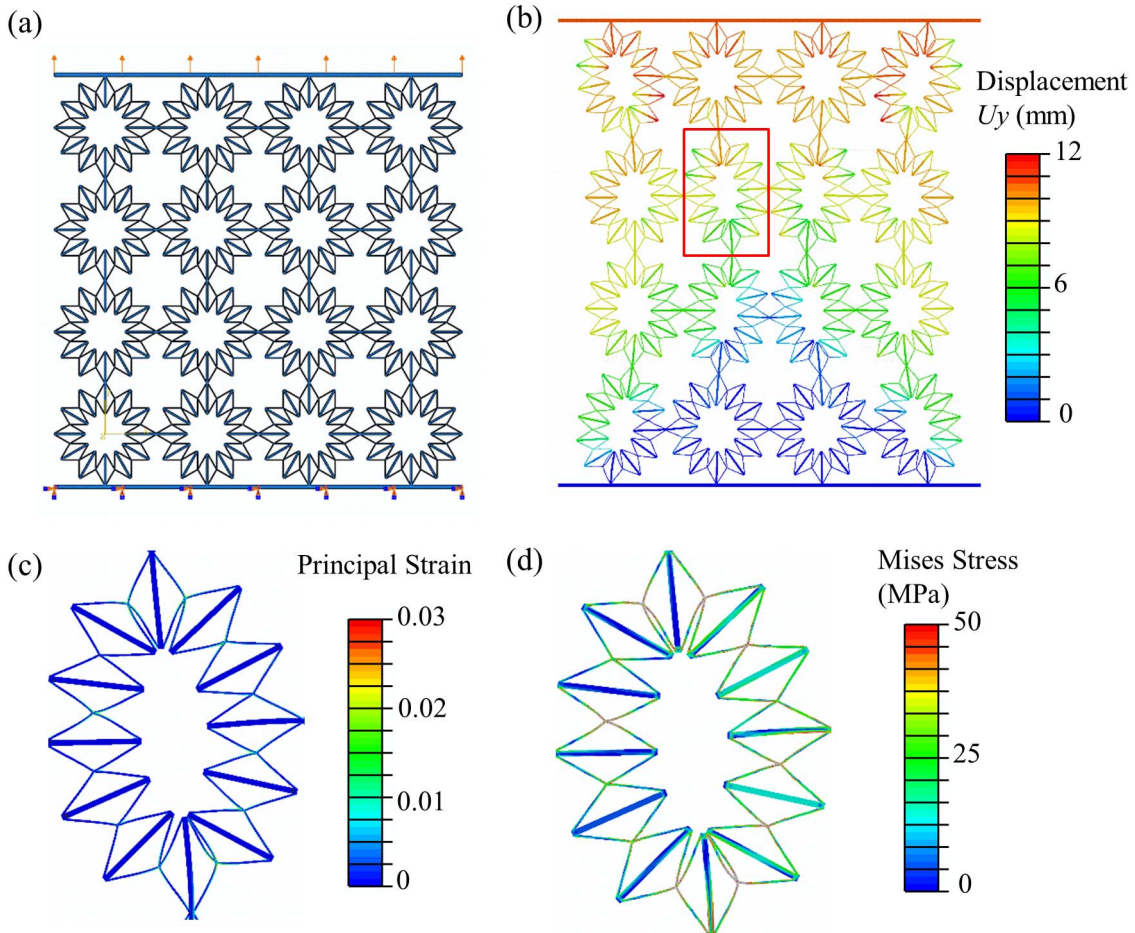 (a)
(b)
Displacement
Uy (mm)
12
6
0
(c)
Principal Strain
0.03
0.02
0.01
0
(d)
Mises Stress
(MPa)
50
25
0